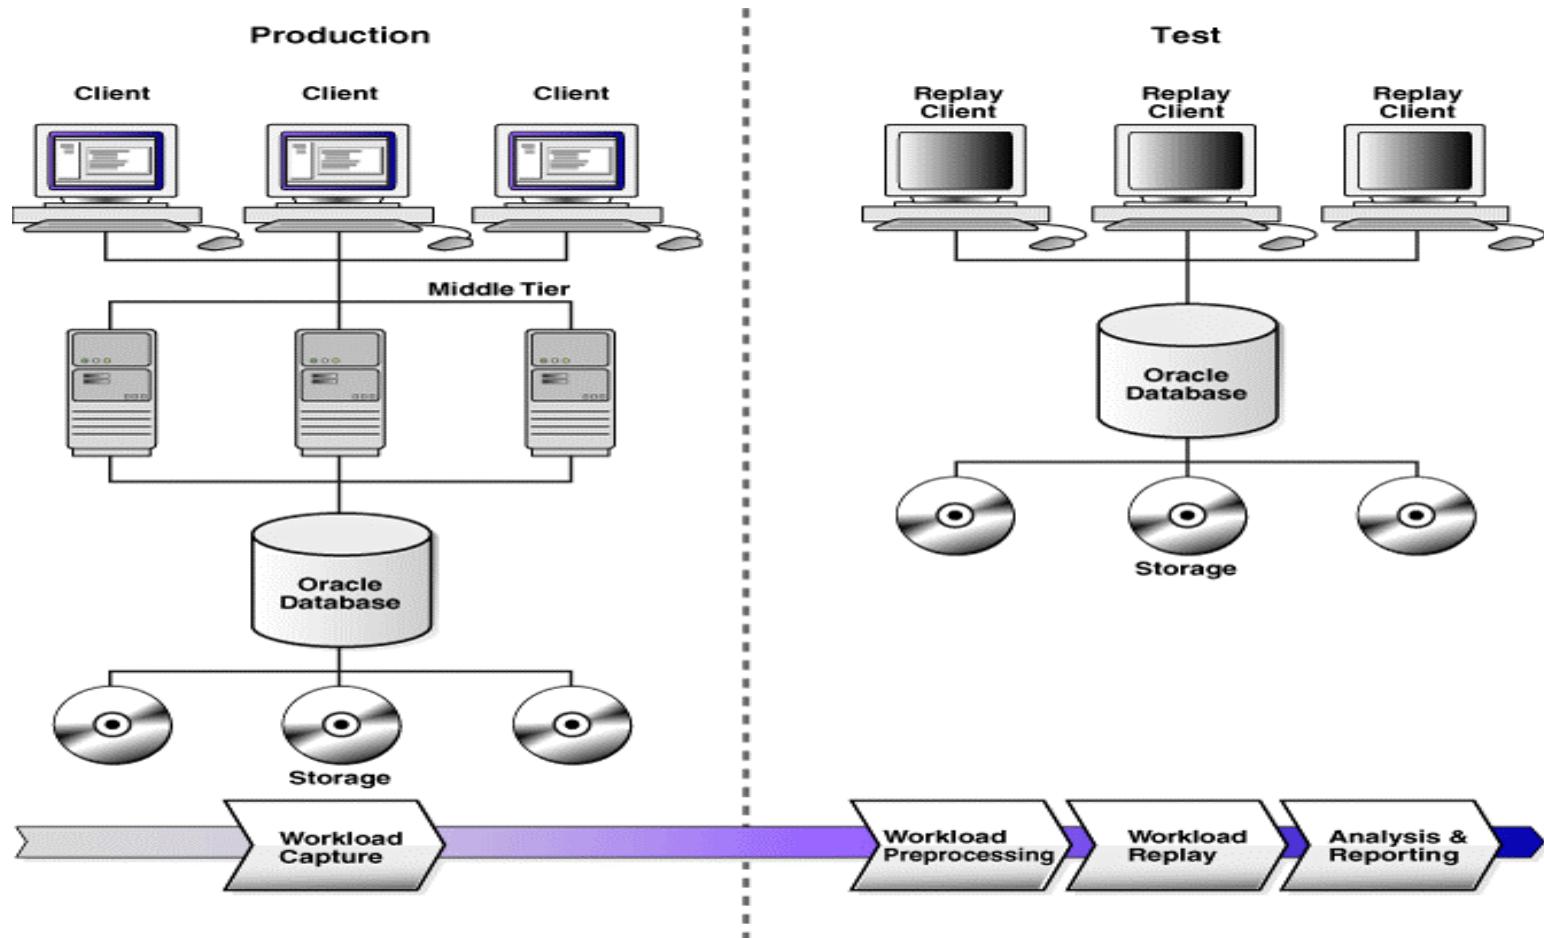 Production
Test
Client
Client
Client
Replay
Client
Replay
Client
Replay
Client
Middle Tier
Oracle
Database
Storage
Oracle
Database
Storage
Workload
Capture
Workload
Preprocessing
Workload
Replay
Analysis &
Reporting